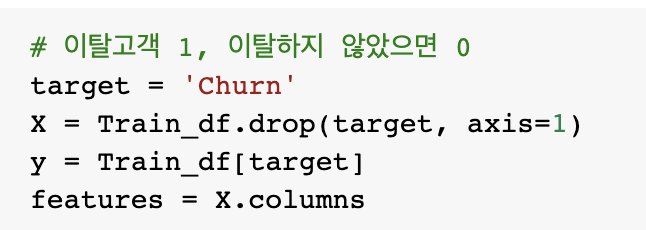 # 이탈고객 1, 이탈하지 않았으면 0
target = 'Churn'
X = Train_df.drop(target, axis=1)
y = Train_df[target]
features = X.columns